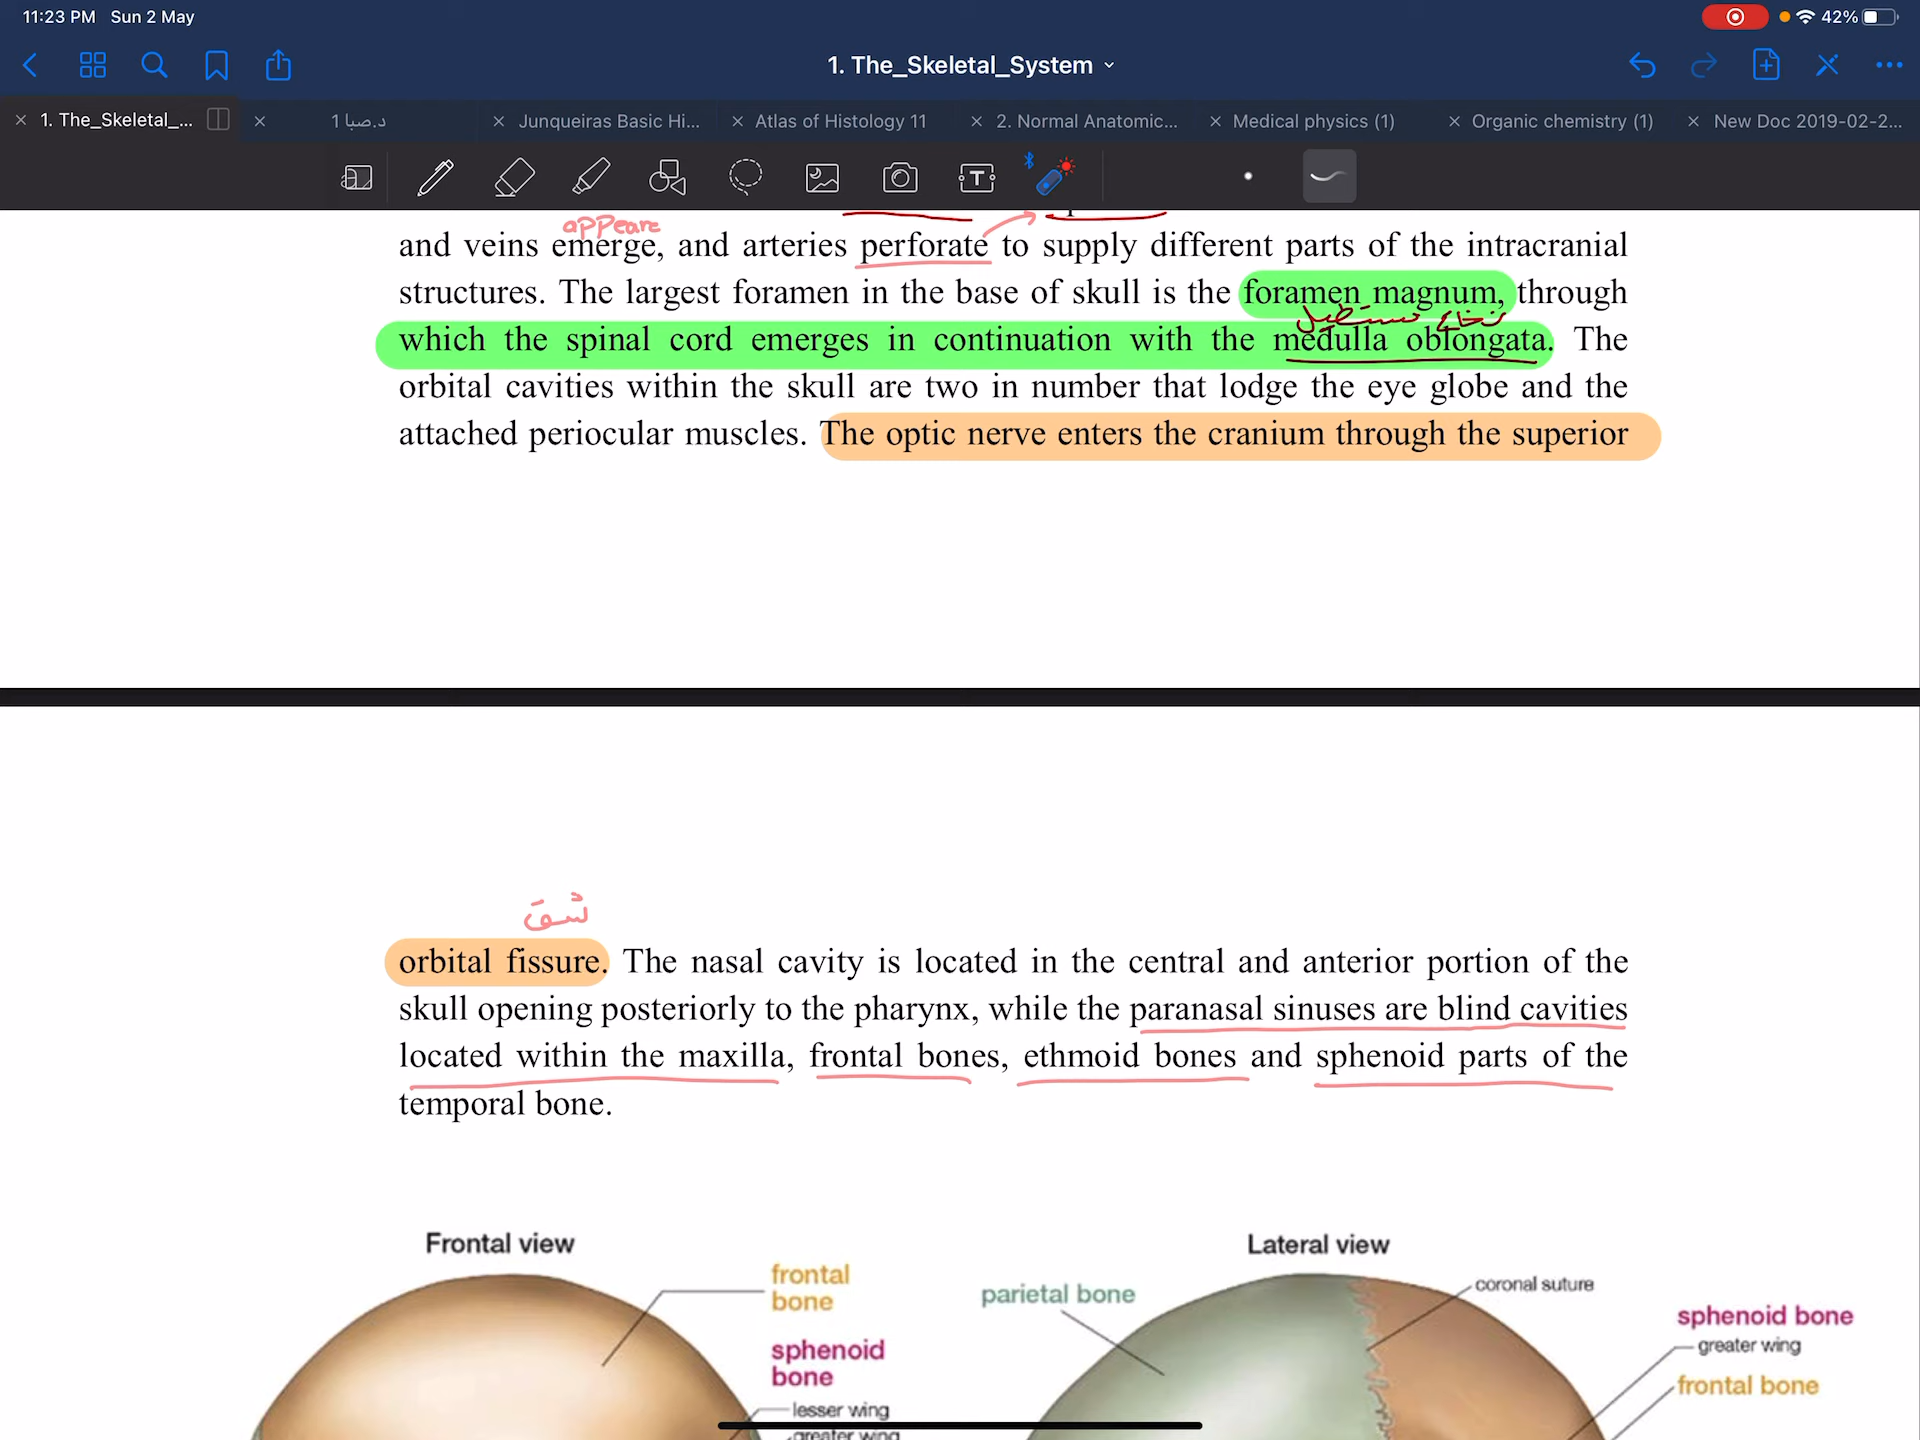 11:23 PM Sun 2 May
42%
1. The_Skeletal_System
1. The_Skeletal_...
د.صبا 1
Junqueiras Basic Hi...
Atlas of Histology 11
2. Normal Anatomic...
Medical physics (1)
Organic chemistry (1)
New Doc 2019-02-2...
appeare
and veins emerge, and arteries perforate to supply different parts of the intracranial
structures. The largest foramen in the base of skull is the foramen magnum, through
نخاع مستطيل
which the spinal cord emerges in continuation with the medulla oblongata. The
orbital cavities within the skull are two in number that lodge the eye globe and the
attached periocular muscles. The optic nerve enters the cranium through the superior
شق
orbital fissure. The nasal cavity is located in the central and anterior portion of the
skull opening posteriorly to the pharynx, while the paranasal sinuses are blind cavities
located within the maxilla, frontal bones, ethmoid bones and sphenoid parts of the
temporal bone.
Frontal view
frontal
bone
sphenoid
bone
lesser wing
greater wing
Lateral view
parietal bone
coronal suture
sphenoid bone
greater wing
frontal bone